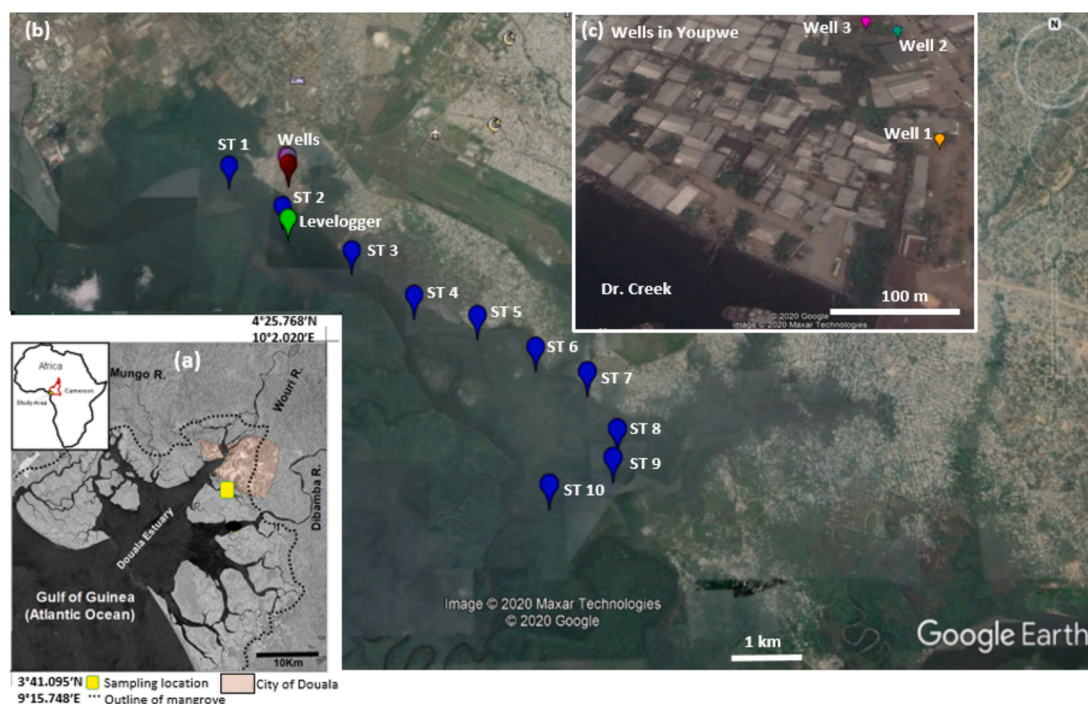 (b)
ST 1
Wells
ST 2
Levelogger
ST 3
ST 4
ST 5
ST 6
ST 7
ST 8
ST 9
ST 10
Image © 2020 Maxar Technologies
© 2020 Google
1 km
Google Earth
(c)
Wells in Youpwe
Well 3
Well 2
Well 1
Dr. Creek
100 m
© 2020 Google
Image © 2020 Maxar Technologies
N
4°25.768’N
10°2.020’E
(a)
Africa
Cameroon
Study Area
Mungo R.
Wouri R.
Dibamba R.
Douala Estuary
Gulf of Guinea
(Atlantic Ocean)
10Km
3°41.095’N
9°15.748’E
Sampling location
City of Douala
Outline of mangrove